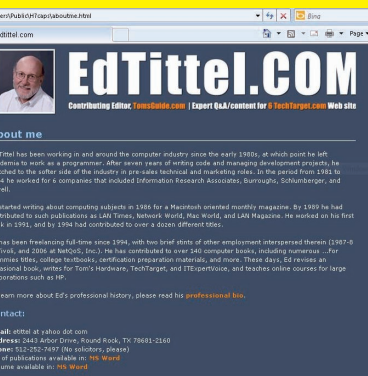 ers\Public\H7caps\aboutme.html
Bing
dtittel.com
Page
EdTittel.COM
Contributing Editor, TomsGuide.com | Expert Q&A/content for 6 TechTarget.com Web sites
bout me
Tittel has been working in and around the computer industry since the early 1980s, at which point he left
demia to work as a programmer. After seven years of writing code and managing development projects, he
tched to the softer side of the industry in pre-sales technical and marketing roles. In the period from 1981 to
4 he worked for 6 companies that included Information Research Associates, Burroughs, Schlumberger, and
ell.
started writing about computing subjects in 1986 for a Macintosh oriented monthly magazine. By 1989 he had
tributed to such publications as LAN Times, Network World, Mac World, and LAN Magazine. He worked on his first
k in 1991, and by 1994 had contributed to over a dozen different titles.
has been freelancing full-time since 1994, with two brief stints of other employment interspersed therein (1987-8
ivoli, and 2006 at NetQoS, Inc.). He has contributed to over 140 computer books, including numerous ...For
mmies titles, college textbooks, certification preparation materials, and more. These days, Ed revises an
asional book, writes for Tom's Hardware, TechTarget, and ITExpertVoice, and teaches online courses for large
porations such as HP.
earn more about Ed's professional history, please read his professional bio.
ntact:
ail: etittel at yahoo dot com
dress: 2443 Arbor Drive, Round Rock, TX 78681-2160
one: 512-252-7497 (No solicitors, please)
of publications available in: MS Word
ume available in: MS Word